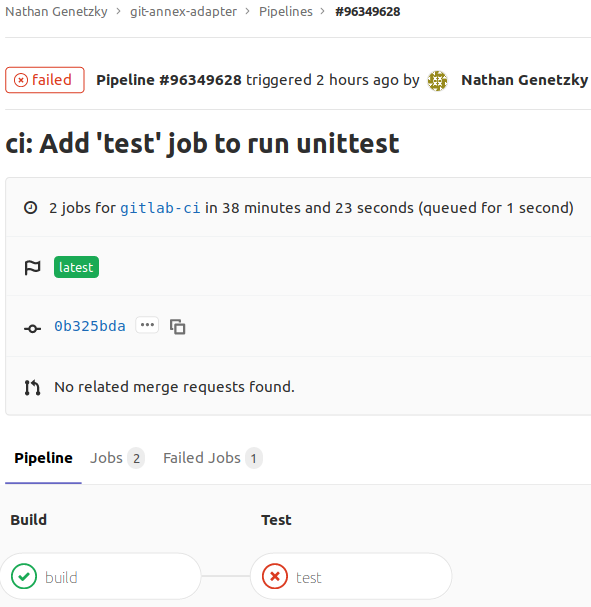 Nathan Genetzky > git-annex-adapter > Pipelines > #96349628
failed Pipeline #96349628 triggered 2 hours ago by Nathan Genetzky
ci: Add 'test' job to run unittest
2 jobs for gitlab-ci in 38 minutes and 23 seconds (queued for 1 second)
latest
0b325bda ...
No related merge requests found.
Pipeline Jobs 2 Failed Jobs 1
Build Test
build test